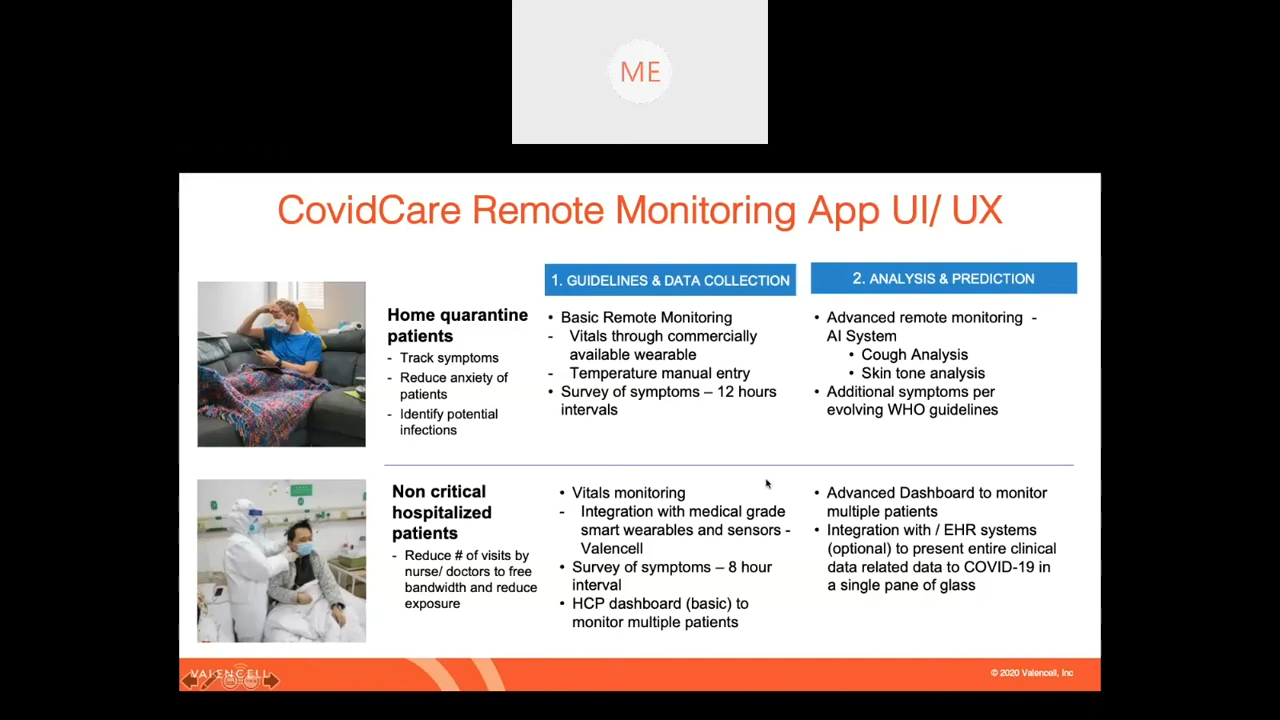 ME
CovidCare Remote Monitoring App UI/ UX
1. GUIDELINES & DATA COLLECTION
2. ANALYSIS & PREDICTION
Home quarantine
patients
- Track symptoms
- Reduce anxiety of
patients
- Identify potential
infections
• Basic Remote Monitoring
- Vitals through commercially
available wearable
- Temperature manual entry
• Survey of symptoms – 12 hours
intervals
• Advanced remote monitoring -
AI System
• Cough Analysis
• Skin tone analysis
• Additional symptoms per
evolving WHO guidelines
Non critical
hospitalized
patients
- Reduce # of visits by
nurse/ doctors to free
bandwidth and reduce
exposure
• Vitals monitoring
- Integration with medical grade
smart wearables and sensors -
Valencell
• Survey of symptoms – 8 hour
interval
• HCP dashboard (basic) to
monitor multiple patients
• Advanced Dashboard to monitor
multiple patients
• Integration with / EHR systems
(optional) to present entire clinical
data related data to COVID-19 in
a single pane of glass
VALENCELL
© 2020 Valencell, Inc